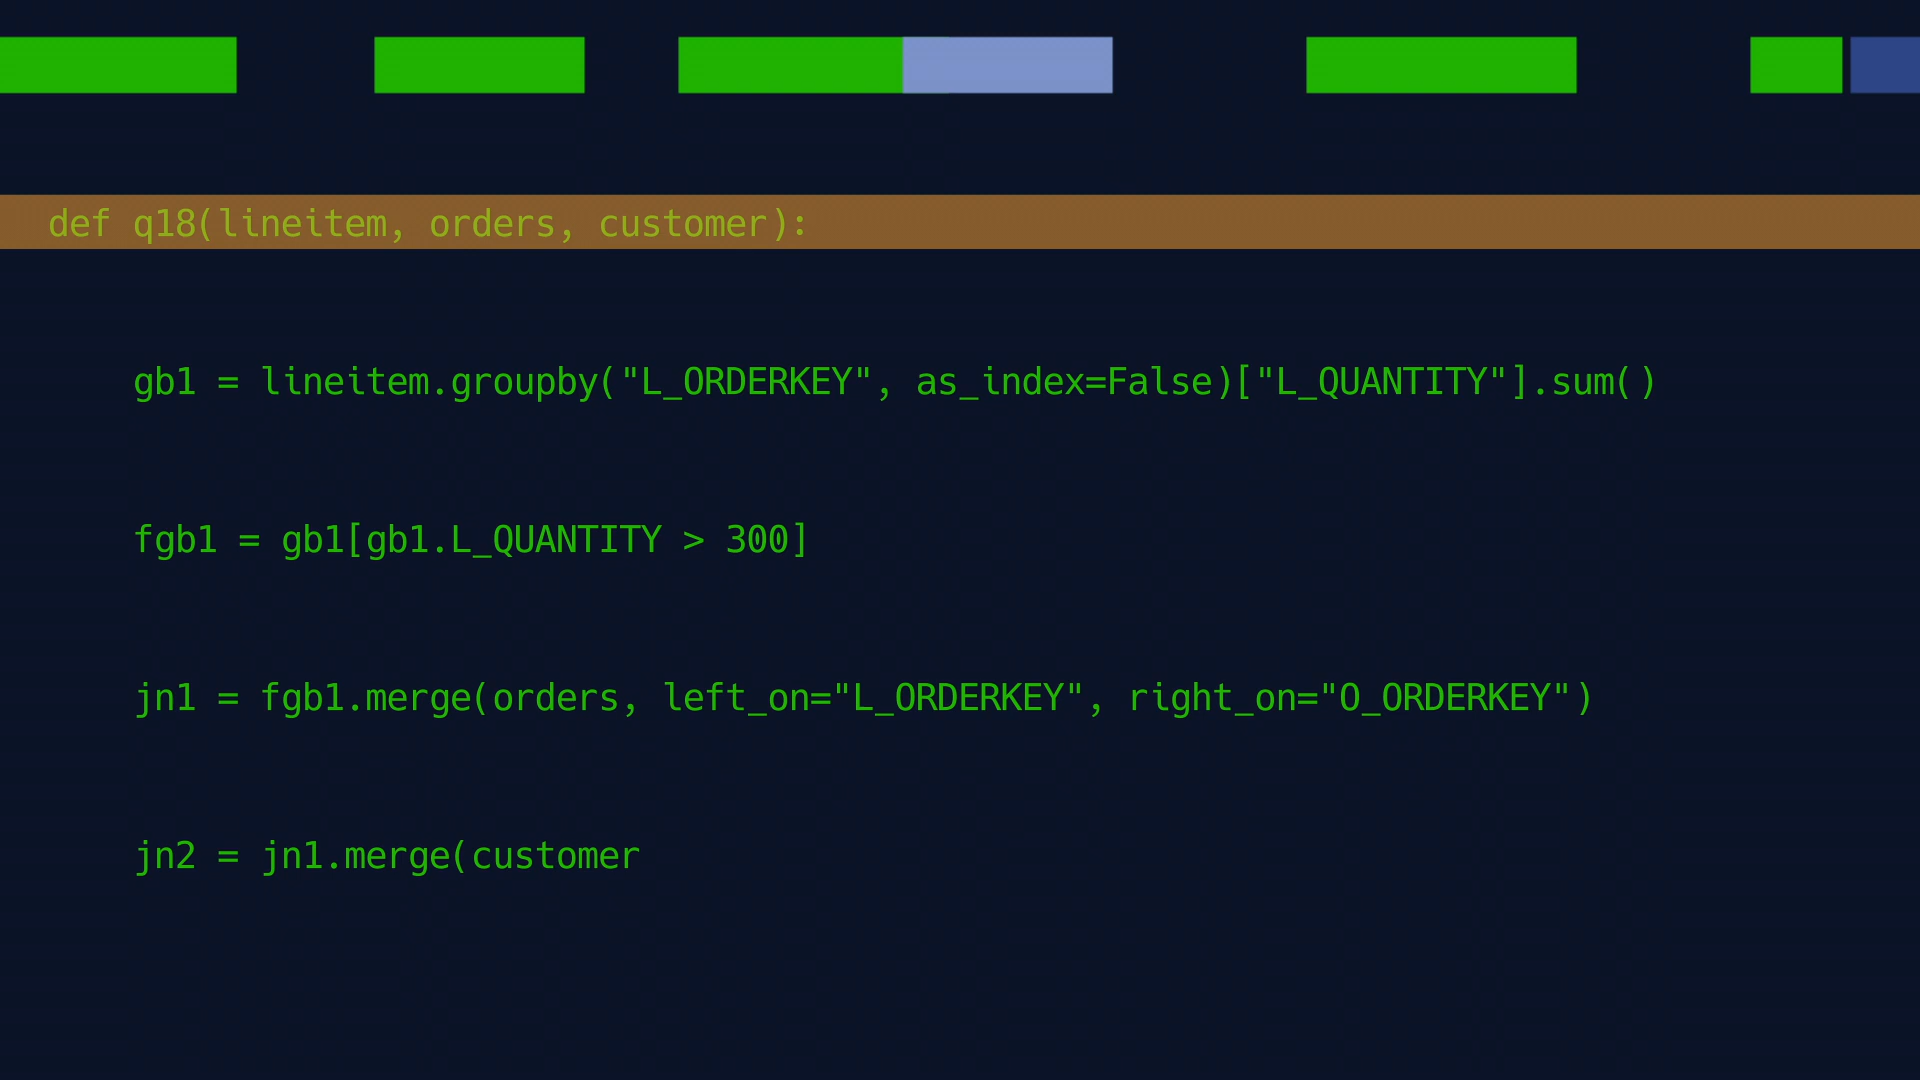 def q18(lineitem, orders, customer):
gb1 = lineitem.groupby("L_ORDERKEY", as_index=False)["L_QUANTITY"].sum()
fgb1 = gb1[gb1.L_QUANTITY > 300]
jn1 = fgb1.merge(orders, left_on="L_ORDERKEY", right_on="O_ORDERKEY")
jn2 = jn1.merge(customer